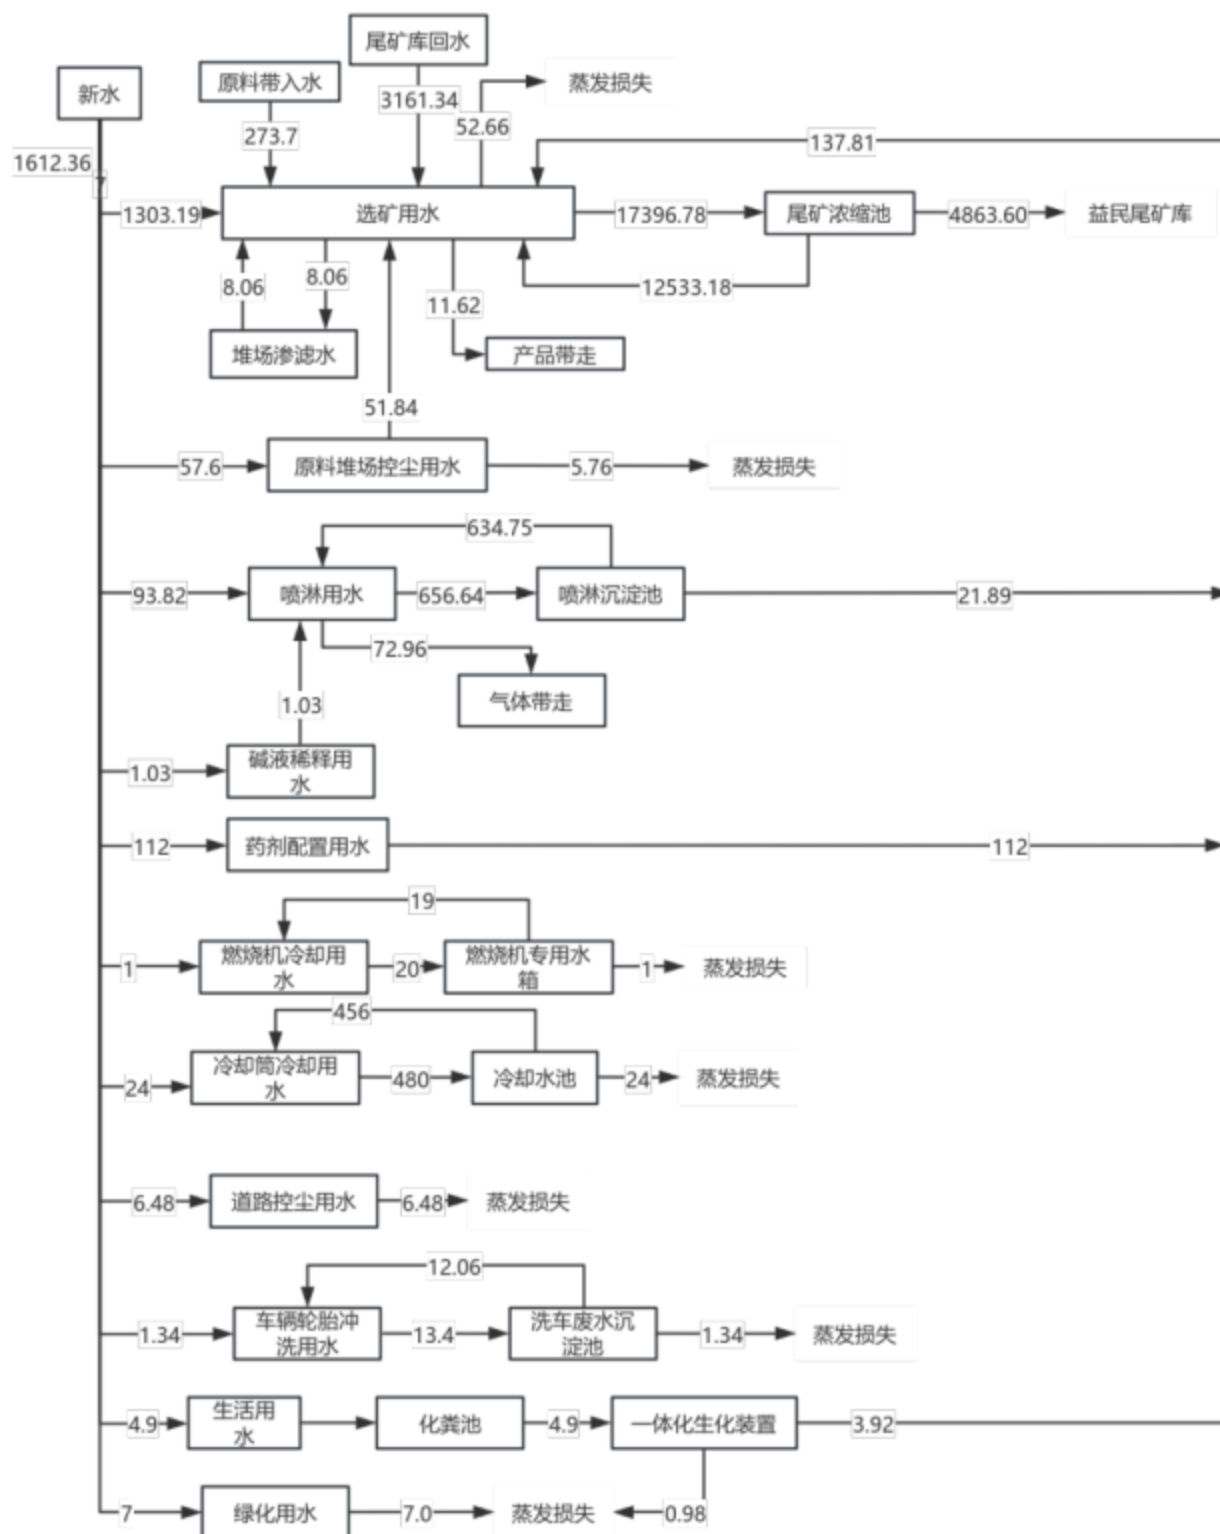 尾矿库回水
新水
原料带入水
蒸发损失
3161.34
52.66
273.7
137.81
1612.36
7
1303.19
选矿用水
17396.78
尾矿浓缩池
4863.60
益民尾矿库
8.06
8.06
12533.18
11.62
堆场渗滤水
产品带走
51.84
57.6
原料堆场控尘用水
5.76
蒸发损失
634.75
93.82
喷淋用水
656.64
喷淋沉淀池
21.89
72.96
气体带走
1.03
1.03
碱液稀释用
水
112
药剂配置用水
112
19
1
燃烧机冷却用
水
20
燃烧机专用水
箱
1
蒸发损失
456
24
冷却筒冷却用
水
480
冷却水池
24
蒸发损失
6.48
道路控尘用水
6.48
蒸发损失
12.06
1.34
车辆轮胎冲
洗用水
13.4
洗车废水沉
淀池
1.34
蒸发损失
4.9
生活用
水
化粪池
4.9
一体化生化装置
3.92
7
绿化用水
7.0
蒸发损失
0.98